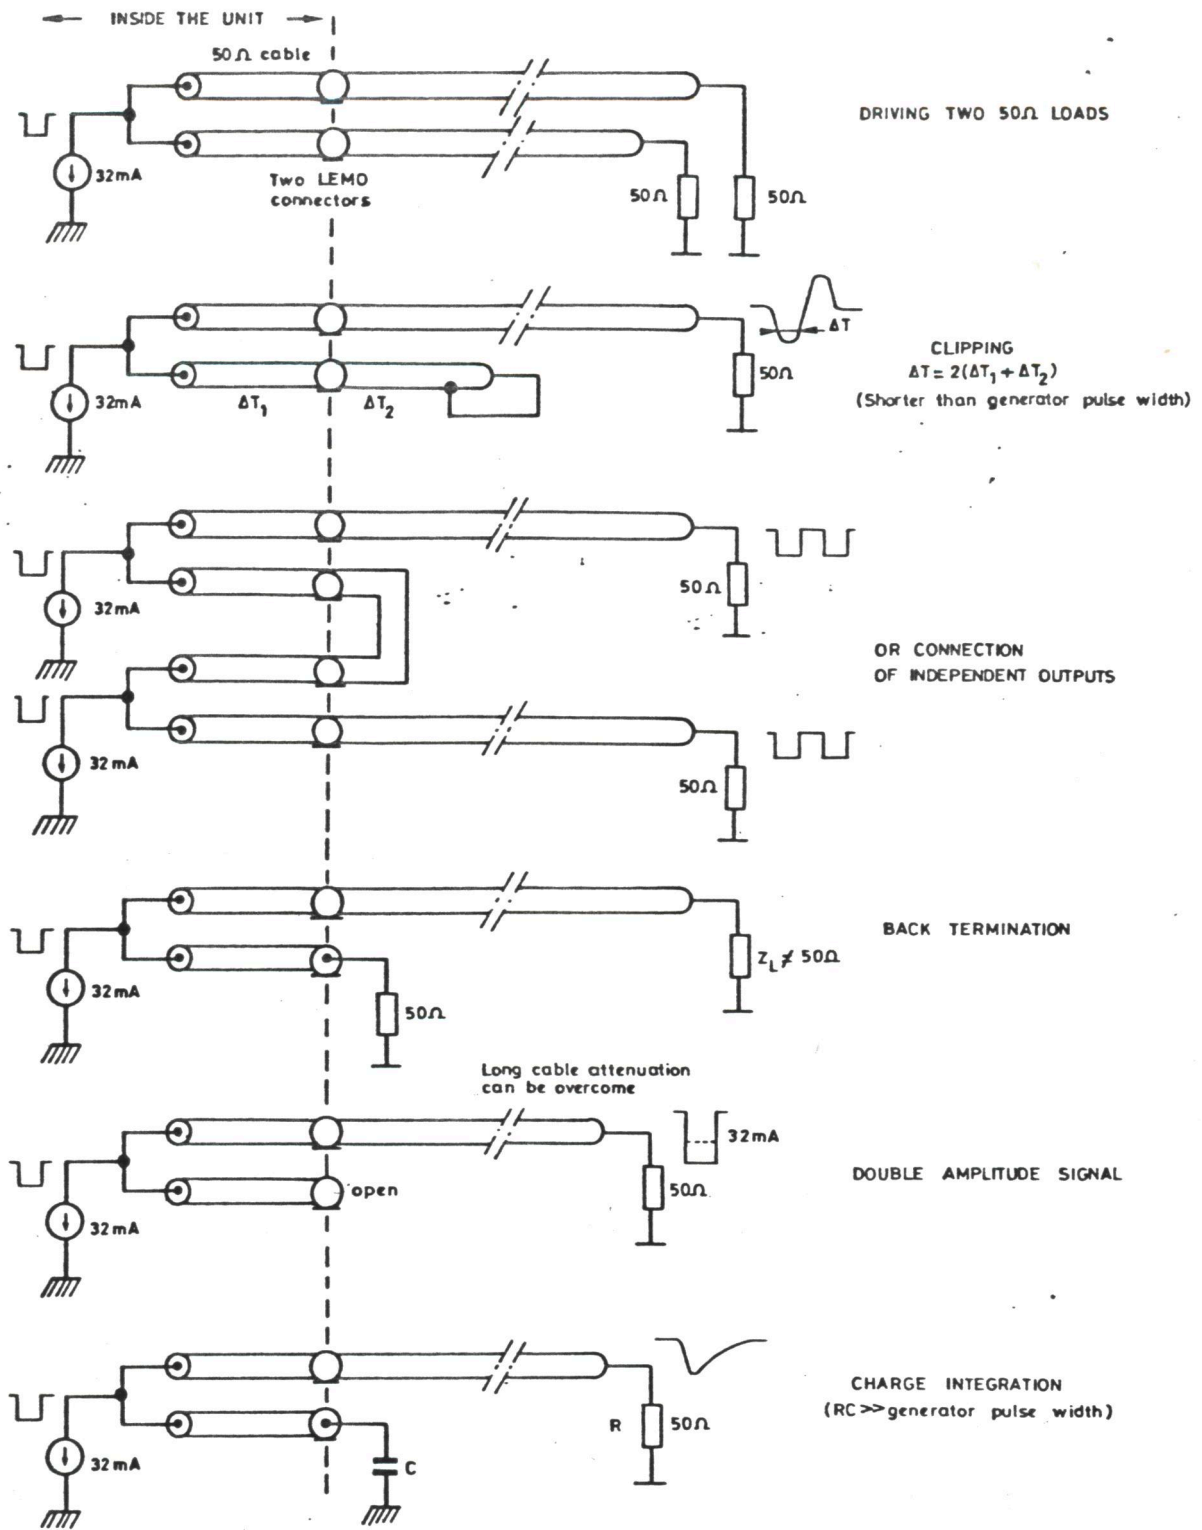 INSIDE THE UNIT
50Ω cable
32mA
Two LEMO
connectors
50Ω
50Ω
DRIVING TWO 50Ω LOADS
32mA
ΔT₁
ΔT₂
50Ω
ΔT
CLIPPING
ΔT = 2(ΔT₁ + ΔT₂)
(Shorter than generator pulse width)
32mA
50Ω
OR CONNECTION
OF INDEPENDENT OUTPUTS
32mA
50Ω
32mA
50Ω
Z_L ≠ 50Ω
BACK TERMINATION
Long cable attenuation
can be overcome
32mA
open
50Ω
32mA
DOUBLE AMPLITUDE SIGNAL
32mA
C
R
50Ω
CHARGE INTEGRATION
(RC>>generator pulse width)